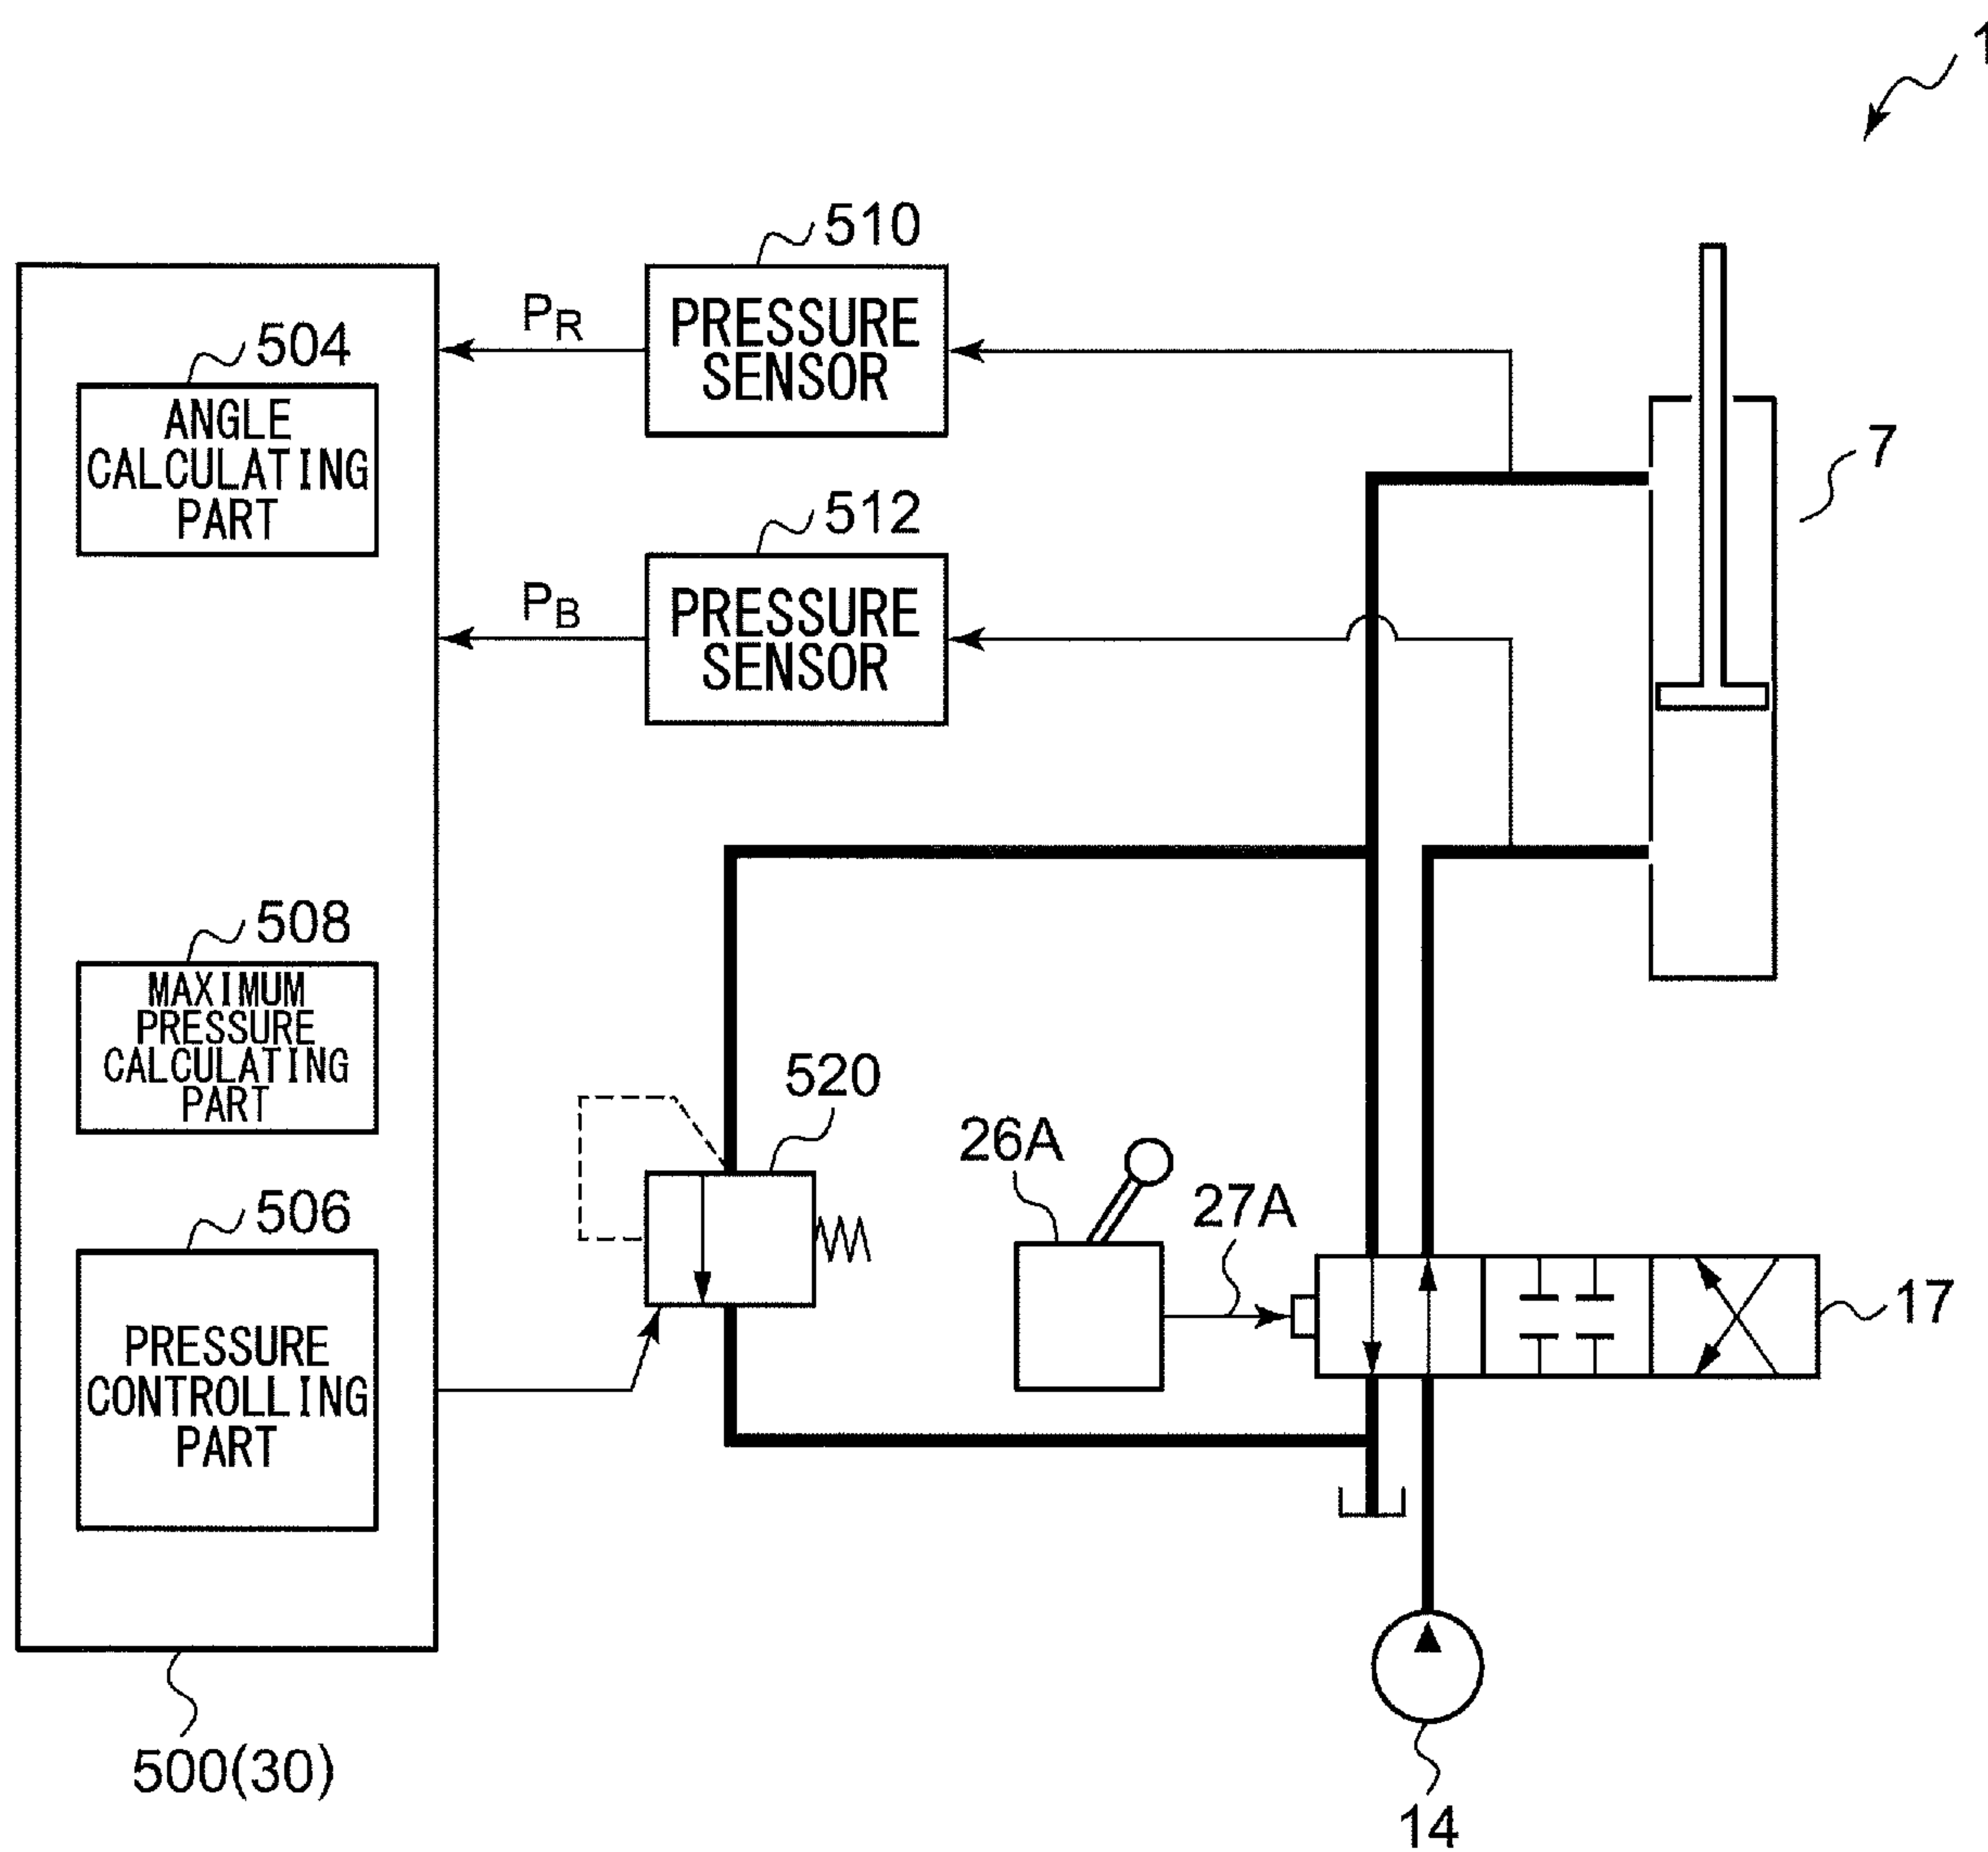 1
510
PRESSURE
SENSOR
PR
504
ANGLE
CALCULATING
PART
7
512
PRESSURE
SENSOR
PB
508
MAXIMUM
PRESSURE
CALCULATING
PART
520
26A
27A
506
PRESSURE
CONTROLLING
PART
17
500(30)
14